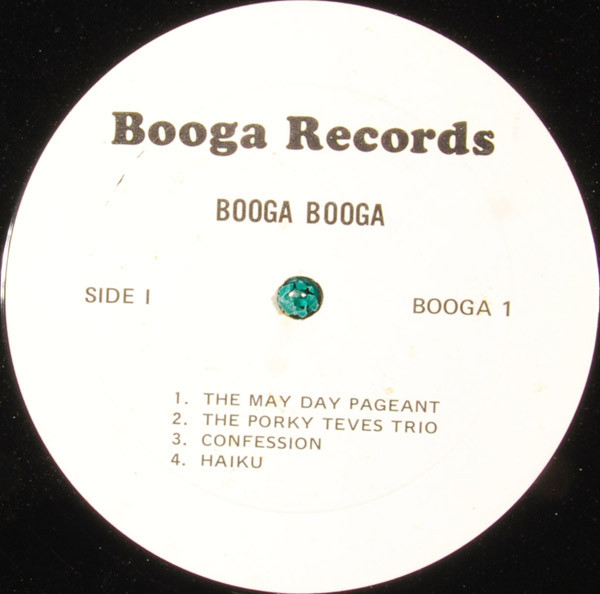 Booga Records
BOOGA BOOGA
SIDE I
BOOGA 1
1. THE MAY DAY PAGEANT
2. THE PORKY TEVES TRIO
3. CONFESSION
4. HAIKU